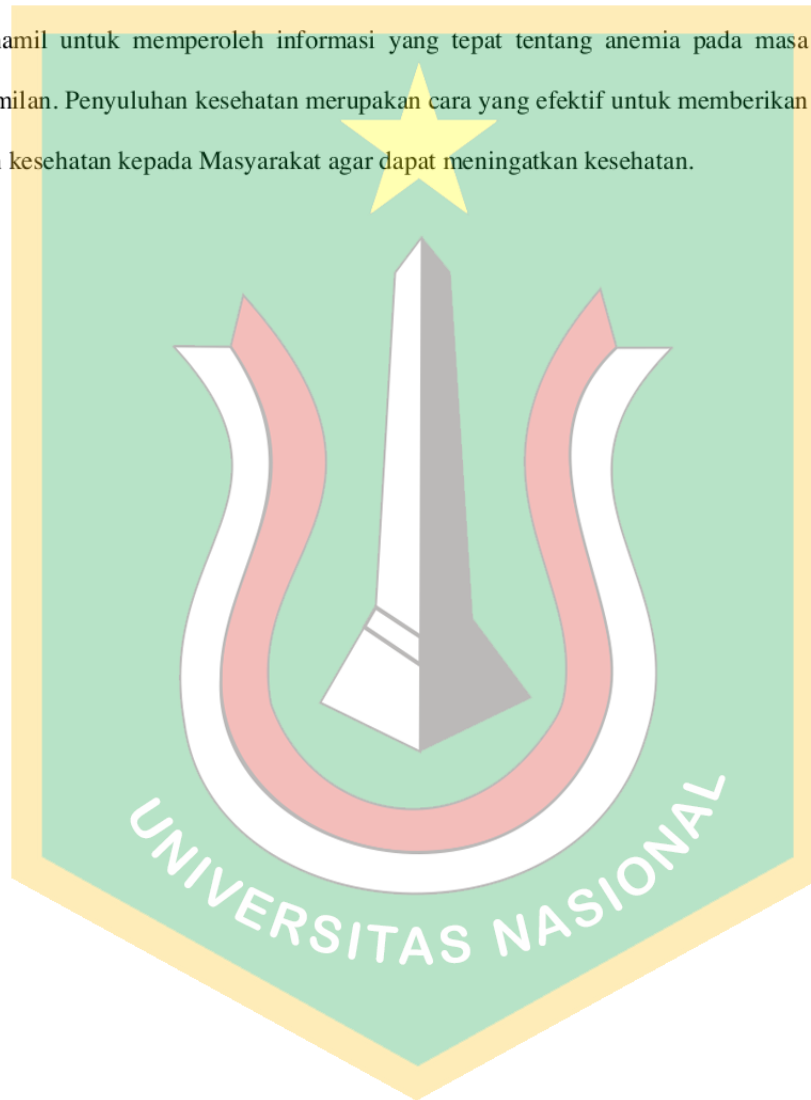 amil untuk memperoleh informasi yang tepat tentang anemia pada masa
milan. Penyuluhan kesehatan merupakan cara yang efektif untuk memberikan
kesehatan kepada Masyarakat agar dapat meningatkan kesehatan.
UNIVERSITAS NASIONAL